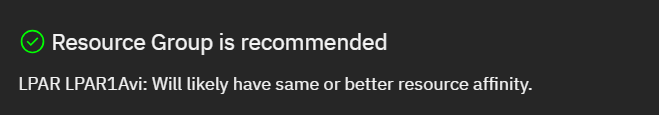 Resource Group is recommended
LPAR LPAR1Avi: Will likely have same or better resource affinity.